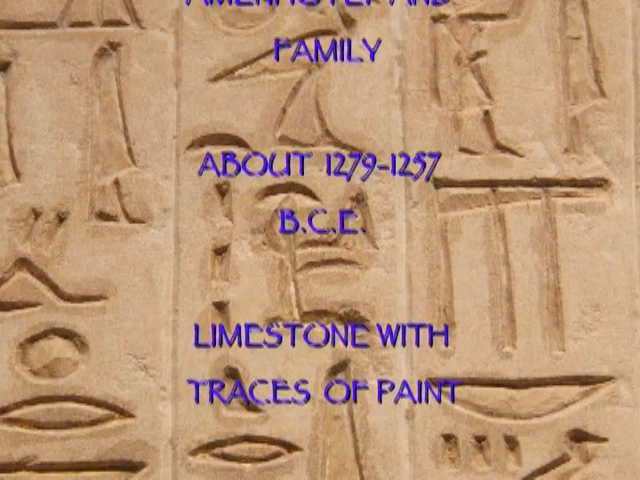 FAMILY
ABOUT 1279-1257
B.C.E.
LIMESTONE WITH
TRACES OF PAINT